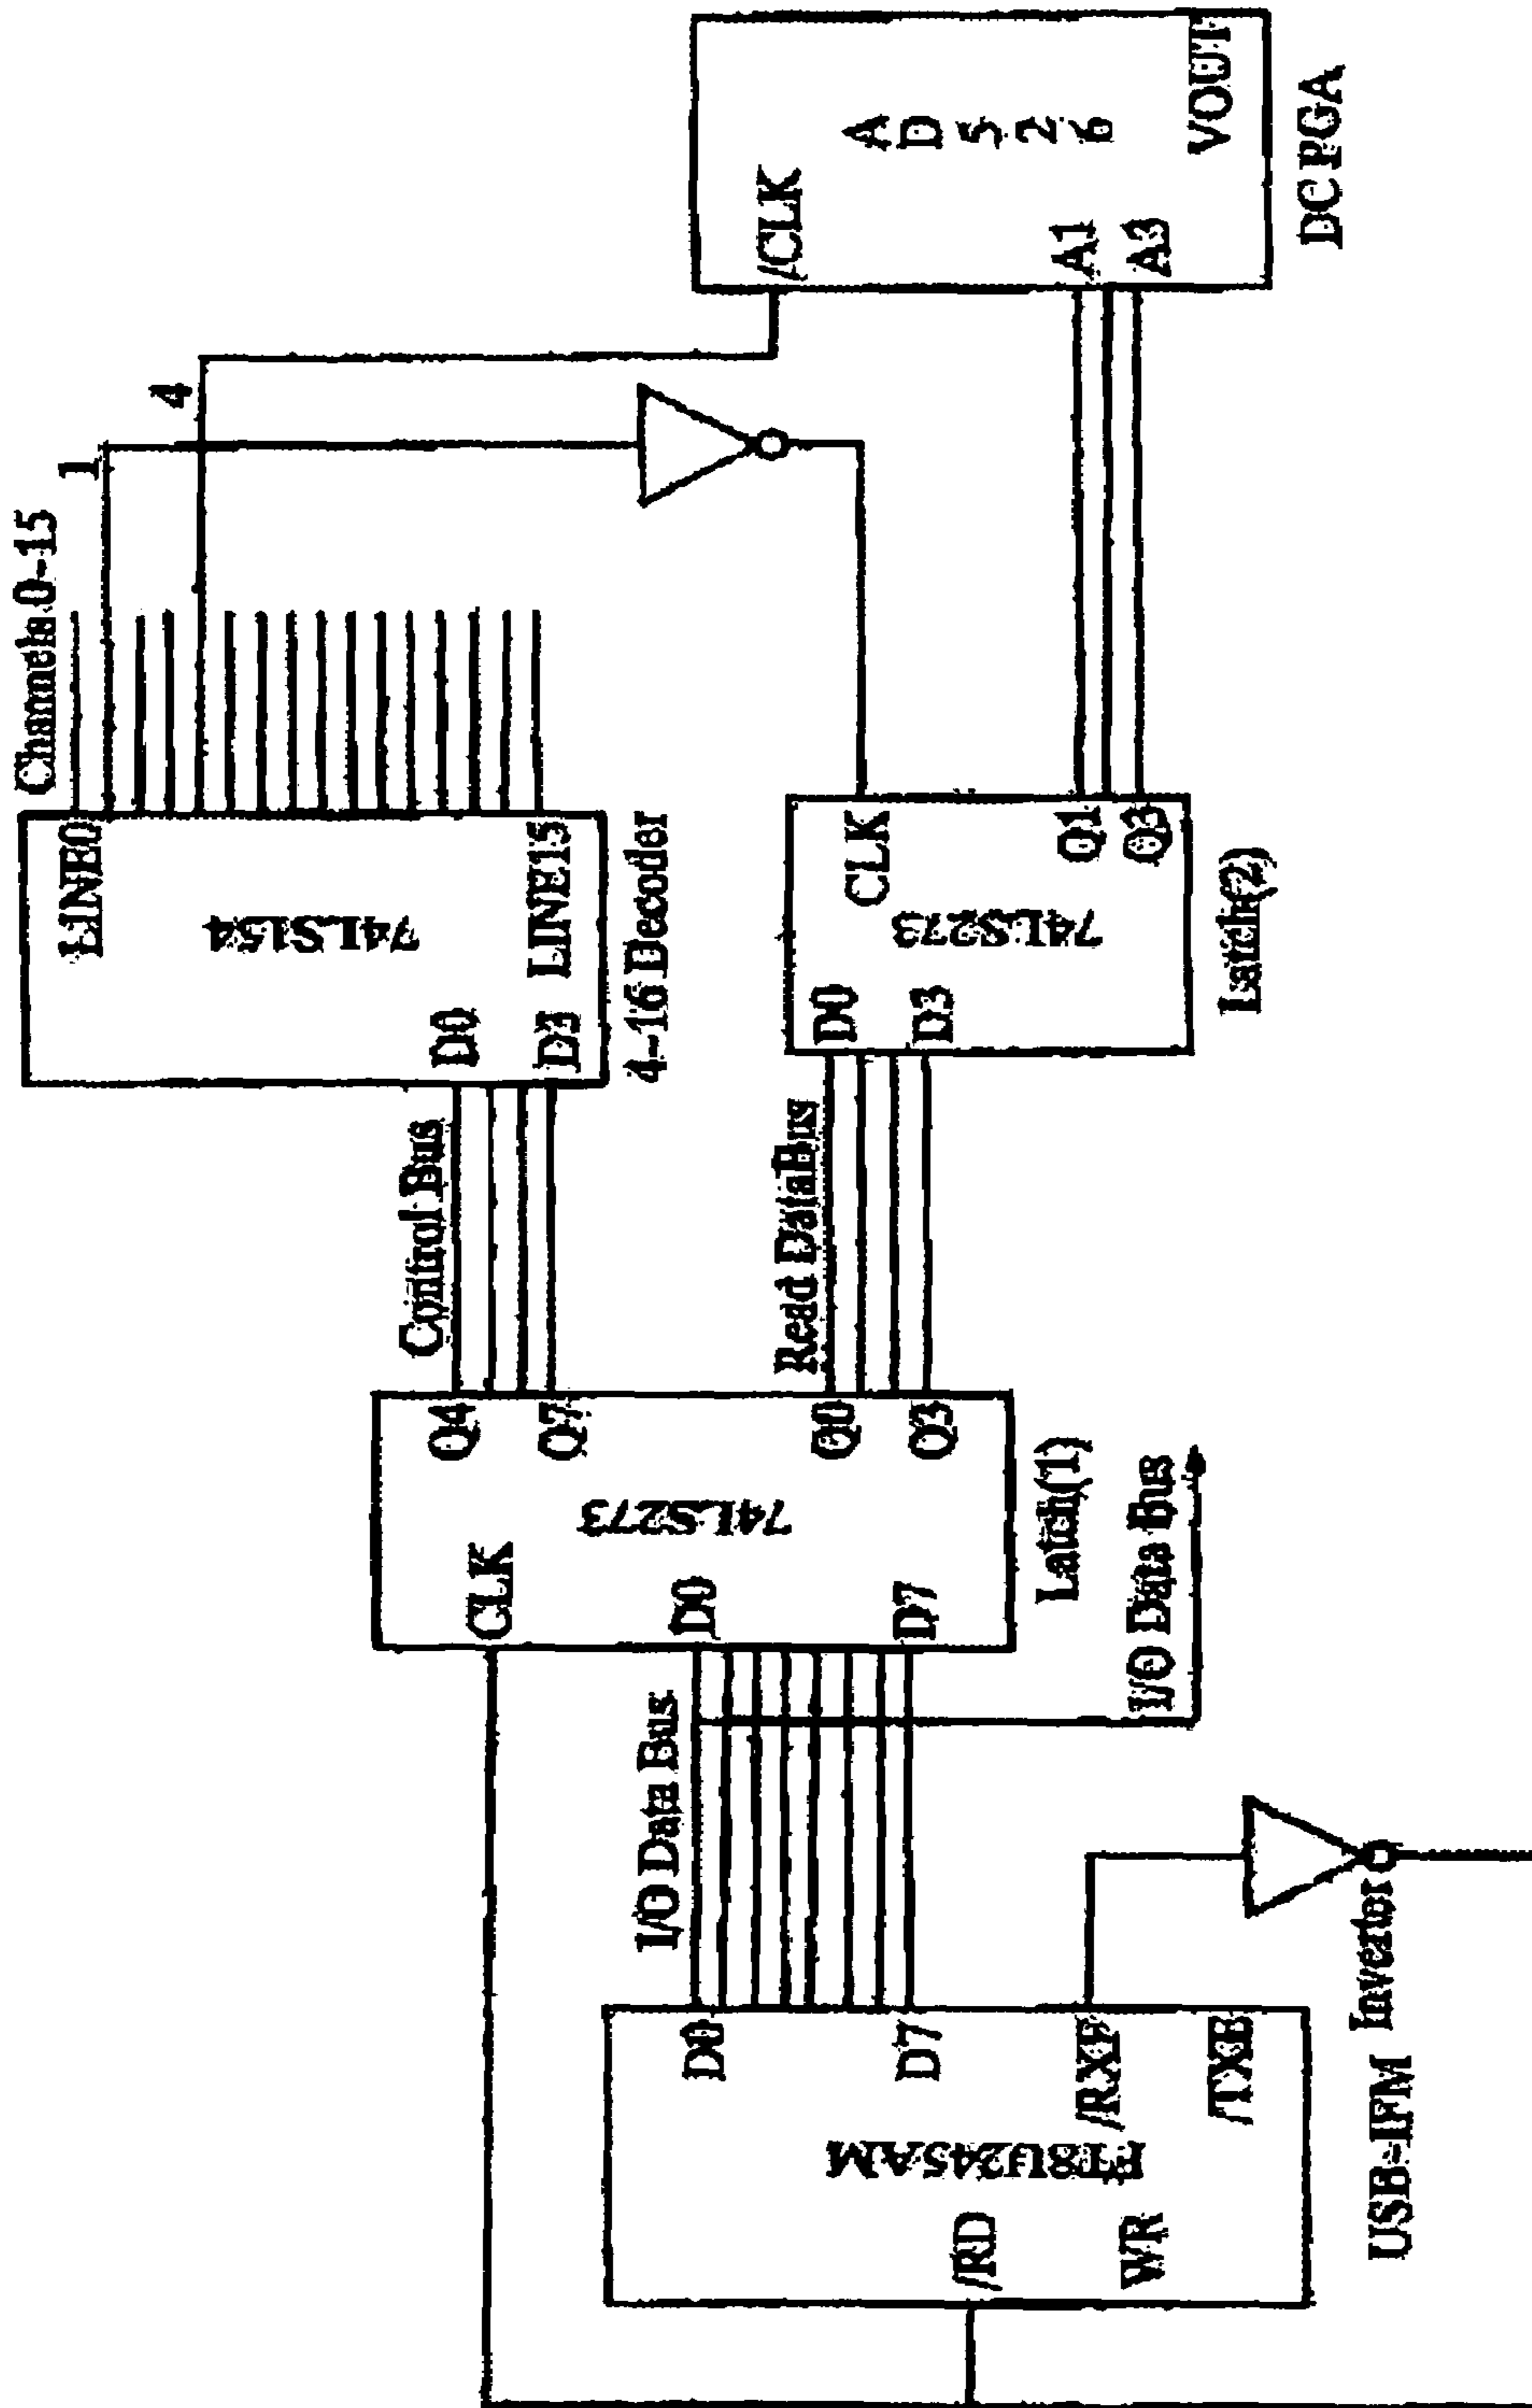 Channels 0-15
1
4
LINE0
74LS154
D0
D3
LINE15
4-16 Decoder
Control Bus
Q4
Q7
CLK
74LS273
D0
D7
Q0
Q3
Latch(1)
Read DataBus
D0
D3
CLK
74LS273
Q1
Q3
Latch(2)
/CLK
AD526
A1
A3
VOUT
DC PGA
I/O Data Bus
I/O Data Bus
D0
D7
/RXF
/TXE
FT8U245AM
/RD
WR
USB-IFM
Invertor